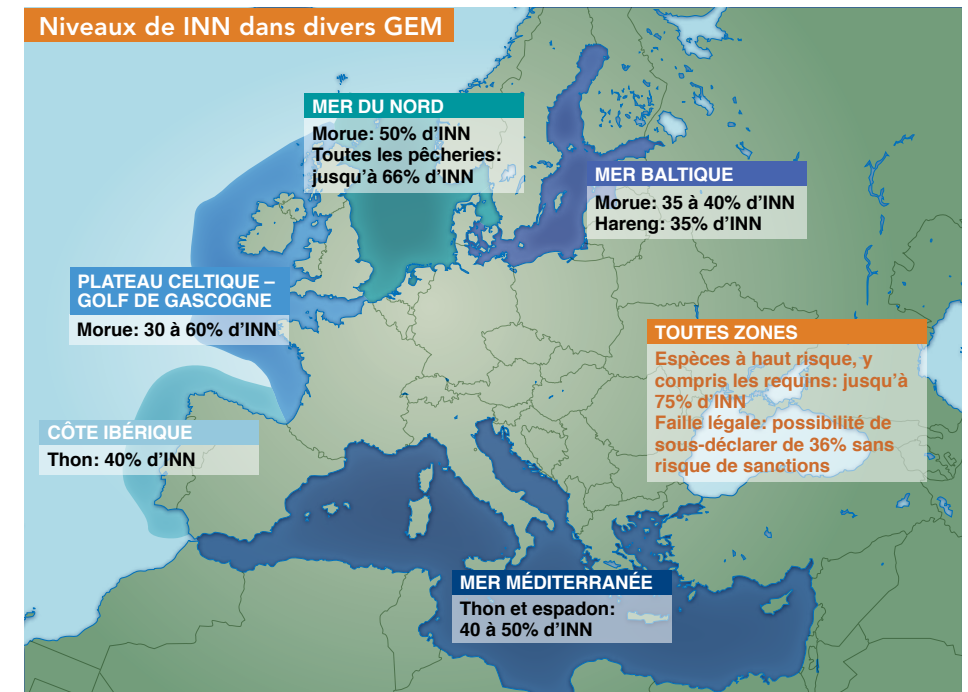 Niveaux de INN dans divers GEM
MER DU NORD
Morue: 50% d’INN
Toutes les pêcheries:
jusqu’à 66% d’INN
MER BALTIQUE
Morue: 35 à 40% d’INN
Hareng: 35% d’INN
PLATEAU CELTIQUE –
GOLF DE GASCOGNE
Morue: 30 à 60% d’INN
TOUTES ZONES
Espèces à haut risque, y
compris les requins: jusqu’à
75% d’INN
Faille légale: possibilité de
sous-déclarer de 36% sans
risque de sanctions
CÔTE IBÉRIQUE
Thon: 40% d’INN
MER MÉDITERRANÉE
Thon et espadon:
40 à 50% d’INN